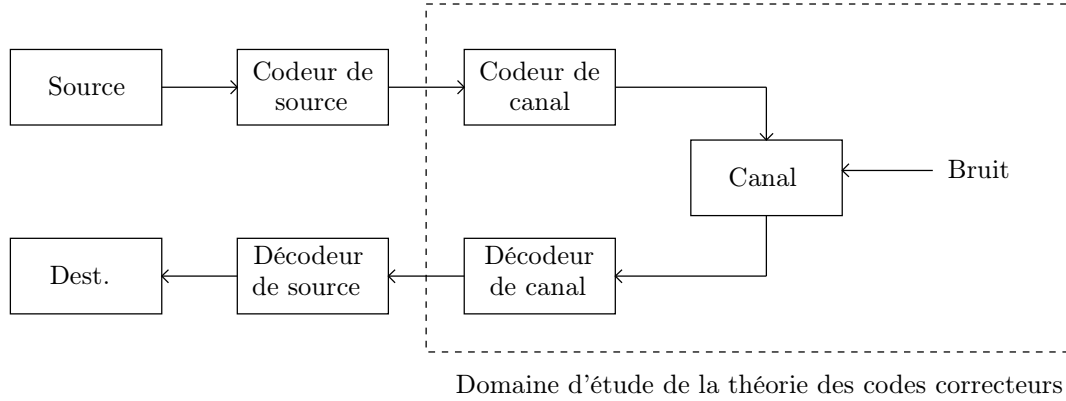 Source
Codeur de
source
Codeur de
canal
Canal
Bruit
Dest.
Décodeur
de source
Décodeur
de canal
Domaine d'étude de la théorie des codes correcteurs